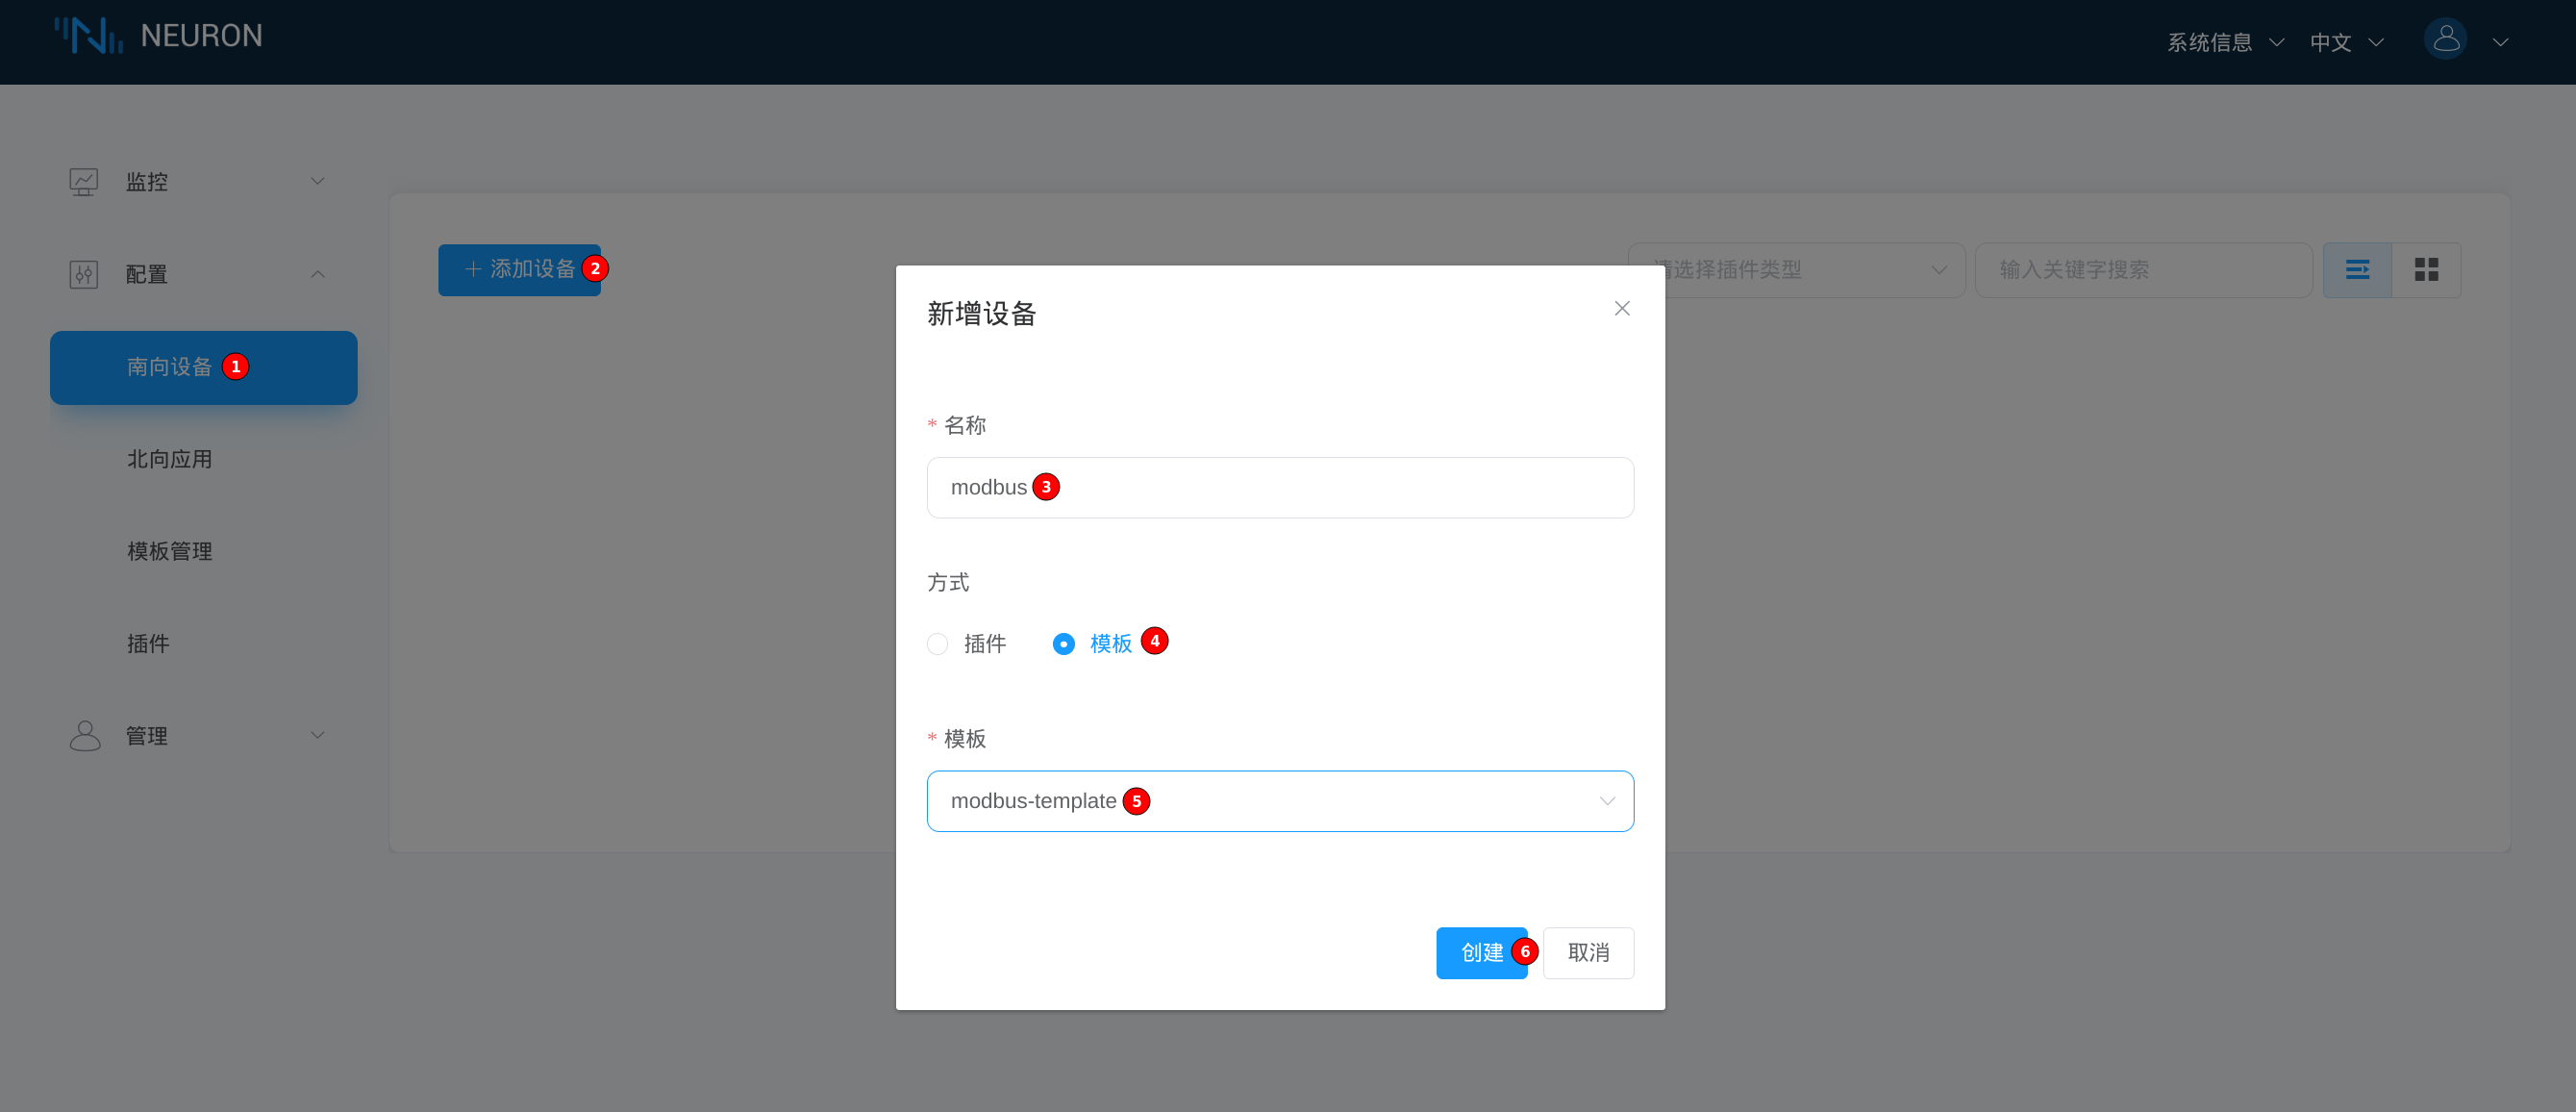 NEURON
系统信息
中文
监控
配置
南向设备 1
北向应用
模板管理
插件
管理
+ 添加设备 2
请选择插件类型
输入关键字搜索
新增设备
* 名称
modbus 3
方式
插件
模板 4
* 模板
modbus-template 5
创建 6
取消